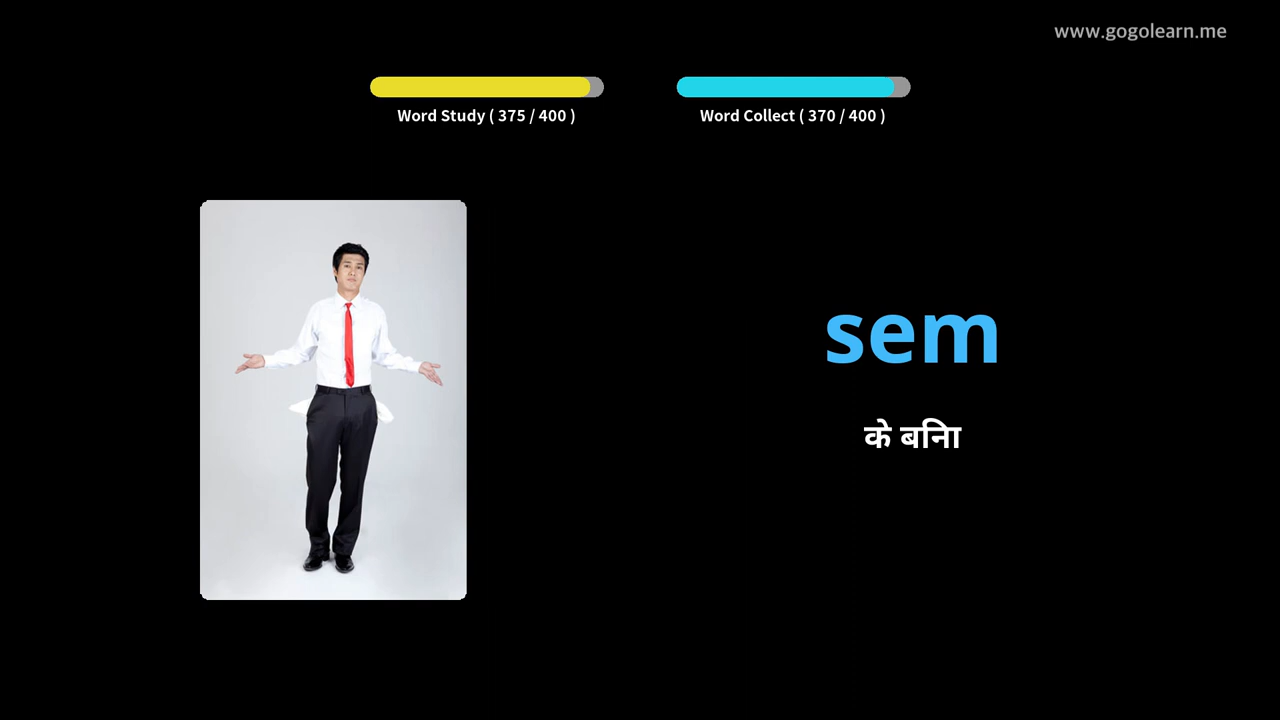 www.gogolearn.me
Word Study ( 375 / 400 )
Word Collect ( 370 / 400 )
sem
के बिना